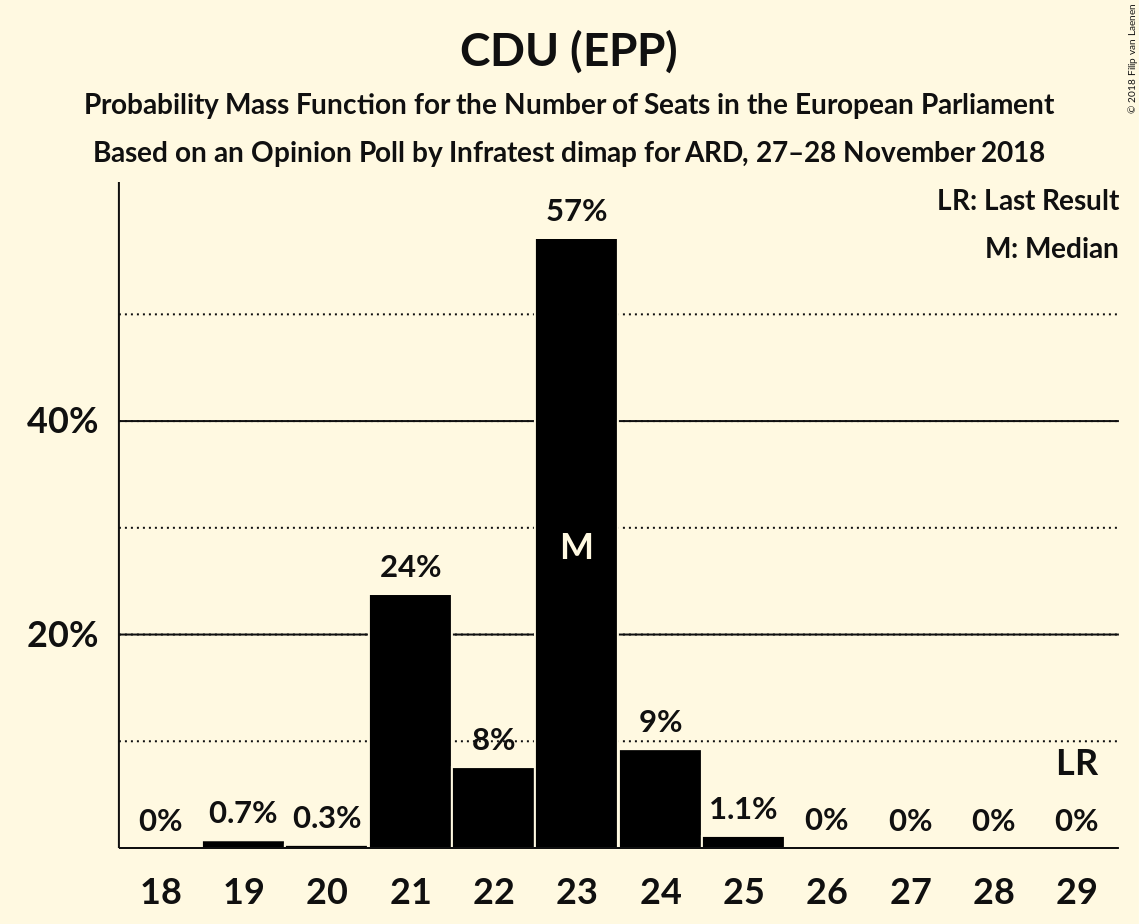 CDU (EPP)
Probability Mass Function for the Number of Seats in the European Parliament
Based on an Opinion Poll by Infratest dimap for ARD, 27–28 November 2018
© 2018 Filip van Laenen
LR: Last Result
M: Median
57%
40%
M
24%
20%
9%
8%
LR
0%
0.7%
0.3%
1.1%
0%
0%
0%
0%
18 19 20 21 22 23 24 25 26 27 28 29